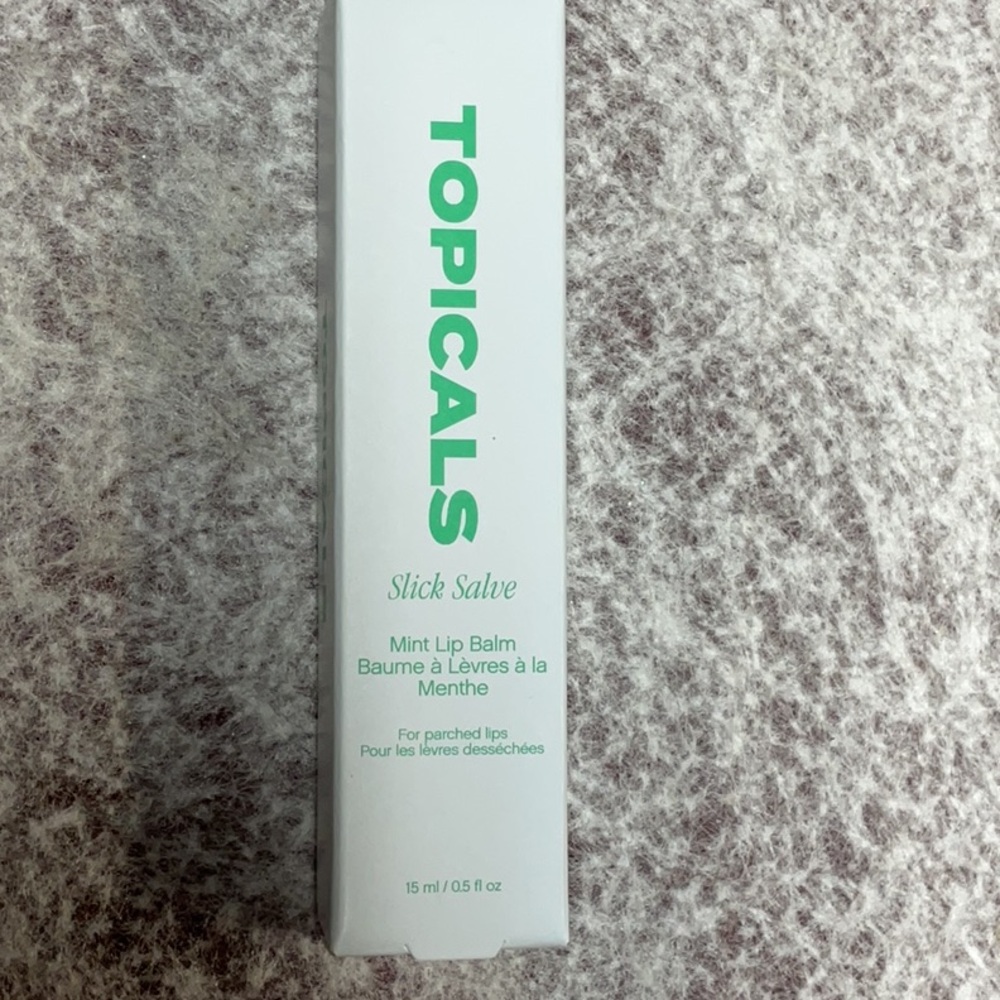 TOPICALS
Slick Salve
Mint Lip Balm
Baume à Lèvres à la
Menthe
For parched lips
Pour les lèvres desséchées
15 ml / 0.5 fl oz